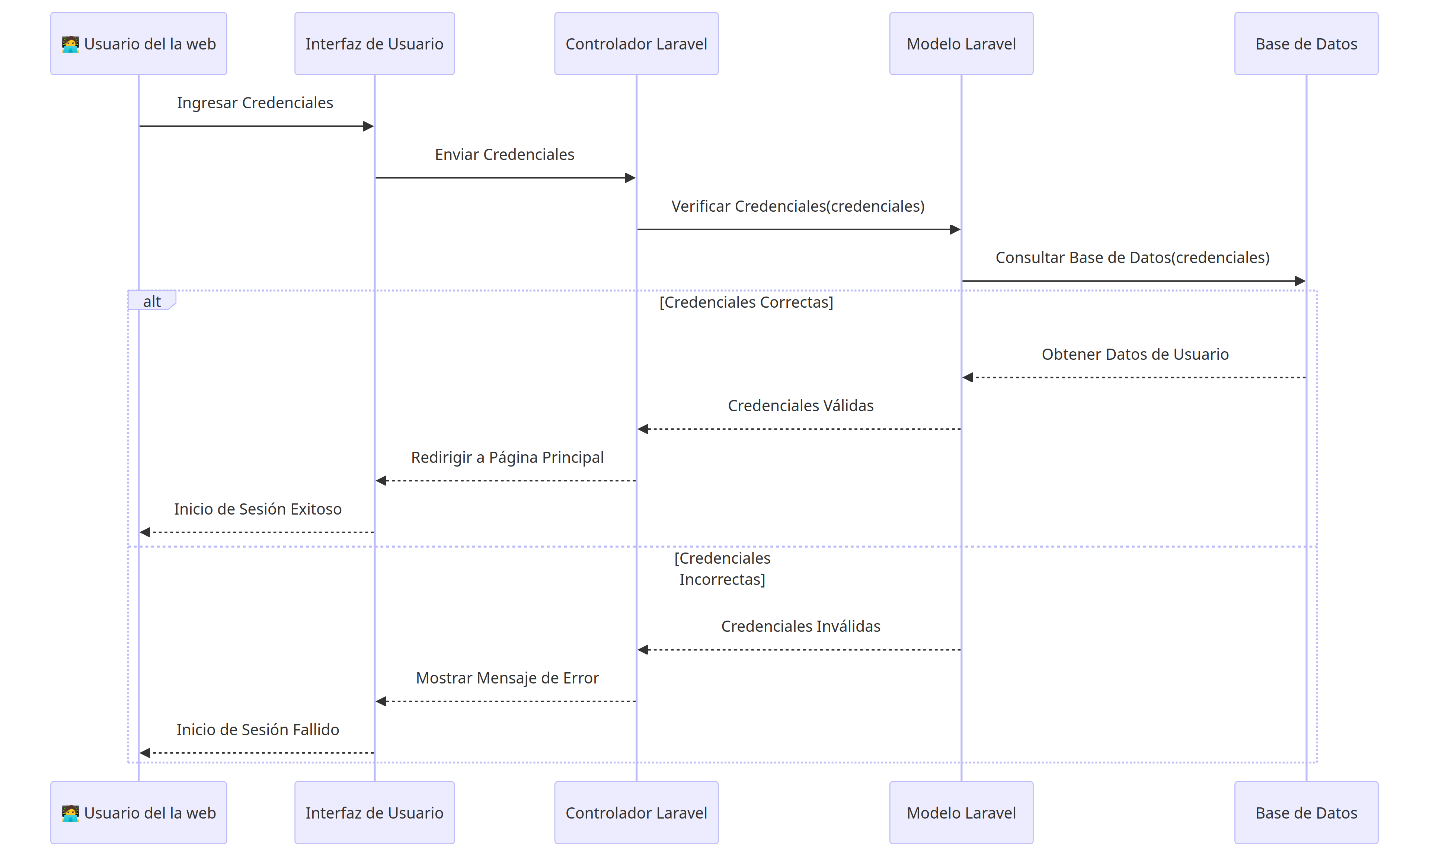 🧑‍💻 Usuario del la web
Interfaz de Usuario
Controlador Laravel
Modelo Laravel
Base de Datos
Ingresar Credenciales
Enviar Credenciales
Verificar Credenciales(credenciales)
Consultar Base de Datos(credenciales)
alt
[Credenciales Correctas]
Obtener Datos de Usuario
Credenciales Válidas
Redirigir a Página Principal
Inicio de Sesión Exitoso
[Credenciales
Incorrectas]
Credenciales Inválidas
Mostrar Mensaje de Error
Inicio de Sesión Fallido
🧑‍💻 Usuario del la web
Interfaz de Usuario
Controlador Laravel
Modelo Laravel
Base de Datos